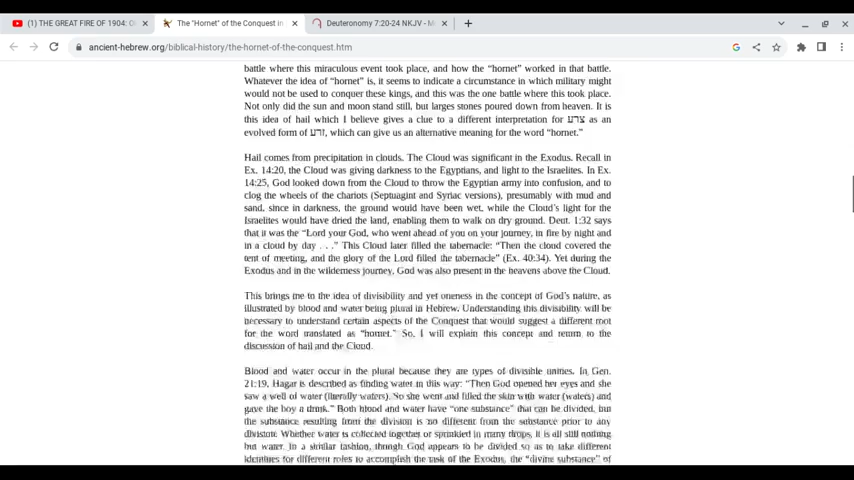 (1) THE GREAT FIRE OF 1904:
The "Hornet" of the Conquest in
Deuteronomy 7:20-24 NKJV -
ancient-hebrew.org/biblical-history/the-hornet-of-the-conquest.htm
battle where this miraculous event took place, and how the “hornet” worked in that battle.
Whatever the idea of “hornet” is, it seems to indicate a circumstance in which military might
would not be used to conquer these kings, and this was the one battle where this took place.
Not only did the sun and moon stand still, but larges stones poured down from heaven. It is
this idea of hail which I believe gives a clue to a different interpretation for צרע as an
evolved form of זרע, which can give us an alternative meaning for the word “hornet.”
Hail comes from precipitation in clouds. The Cloud was significant in the Exodus. Recall in
Ex. 14:20, the Cloud was giving darkness to the Egyptians, and light to the Israelites. In Ex.
14:25, God looked down from the Cloud to throw the Egyptian army into confusion, and to
clog the wheels of the chariots (Septuagint and Syriac versions), presumably with mud and
sand, since in darkness, the ground would have been wet, while the Cloud’s light for the
Israelites would have dried the land, enabling them to walk on dry ground. Deut. 1:32 says
that it was the “Lord your God, who went ahead of you on your journey, in fire by night and
in a cloud by day . . .” This Cloud later filled the tabernacle: “Then the cloud covered the
tent of meeting, and the glory of the Lord filled the tabernacle” (Ex. 40:34). Yet during the
Exodus and in the wilderness journey, God was also present in the heavens above the Cloud.
This brings me to the idea of divisibility and yet oneness in the concept of God’s nature, as
illustrated by blood and water being plural in Hebrew. Understanding this divisibility will be
necessary to understand certain aspects of the Conquest that would suggest a different root
for the word translated as “hornet.” So, I will explain this concept and return to the
discussion of hail and the Cloud.
Blood and water occur in the plural because they are types of divisible unities. In Gen.
21:19, Hagar is described as finding water in this way: “Then God opened her eyes and she
saw a well of water (literally waters). So she went and filled the skin with water (waters) and
gave the boy a drink.” Both blood and water have “one substance” that can be divided, but
the substance resulting from the division is no different from the substance prior to any
division. Whether water is collected together or sprinkled in many drops, it is all still nothing
but water. In a similar fashion, though God appears to be divided so as to take different
identities for different roles to accomplish the task of the Exodus, the “divine substance” of